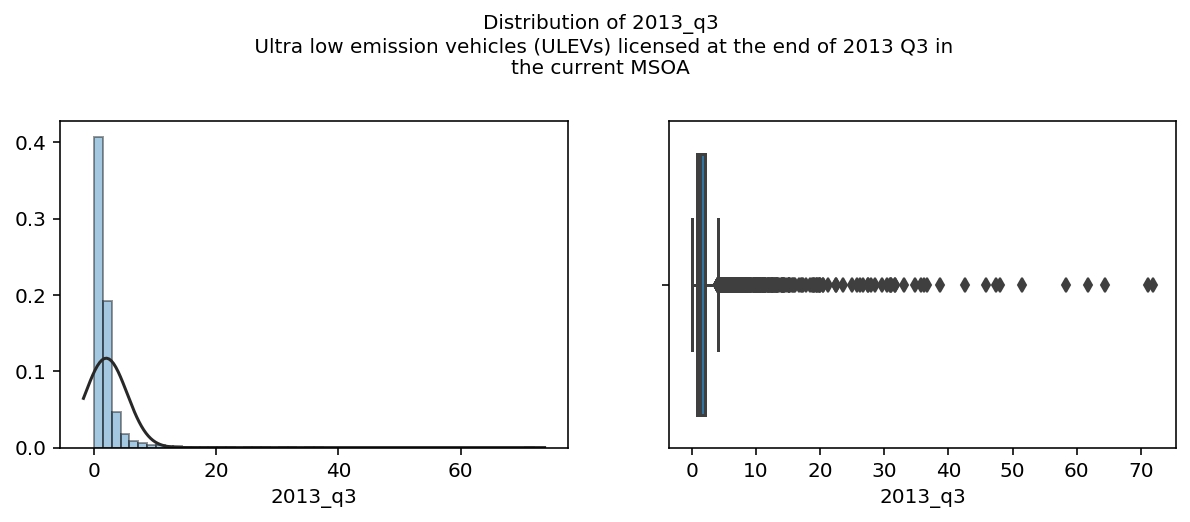 Distribution of 2013_q3
Ultra low emission vehicles (ULEVs) licensed at the end of 2013 Q3 in
the current MSOA
0.4
0.3
0.2
0.1
0.0
0 20 40 60
2013_q3
0 10 20 30 40 50 60 70
2013_q3